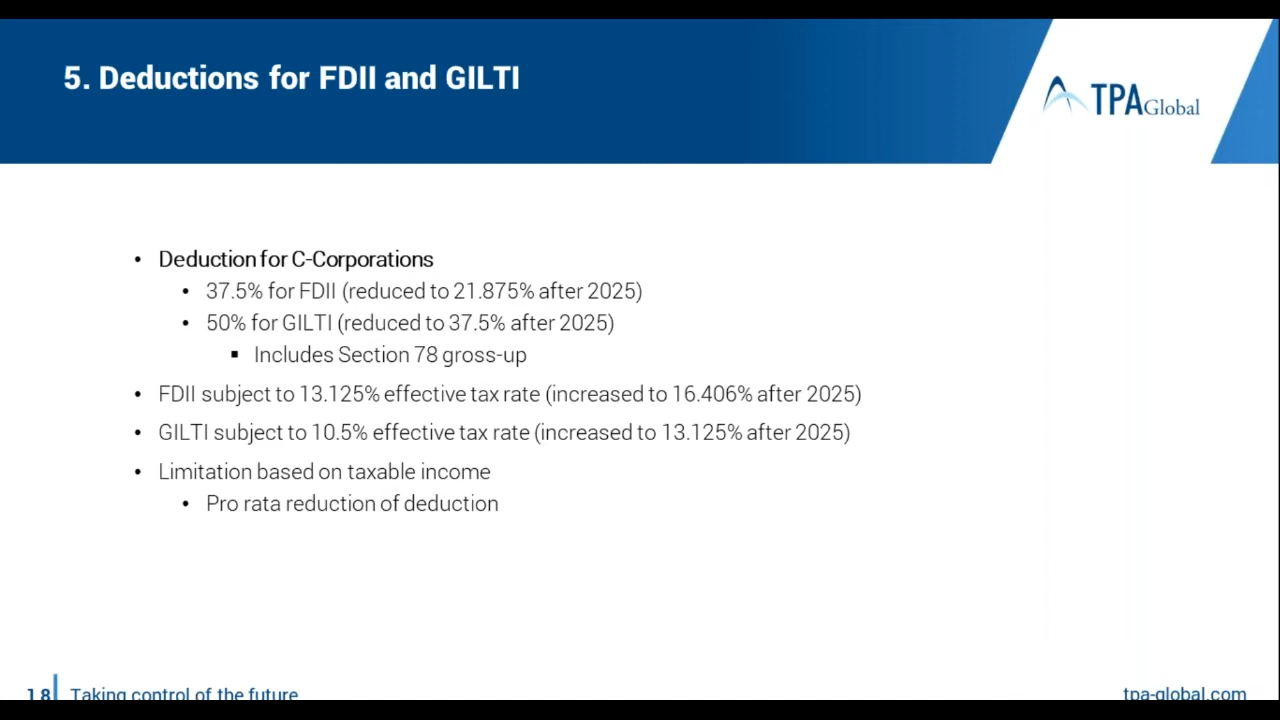 5. Deductions for FDII and GILTI
TPA Global
• Deduction for C-Corporations
• 37.5% for FDII (reduced to 21.875% after 2025)
• 50% for GILTI (reduced to 37.5% after 2025)
▪ Includes Section 78 gross-up
• FDII subject to 13.125% effective tax rate (increased to 16.406% after 2025)
• GILTI subject to 10.5% effective tax rate (increased to 13.125% after 2025)
• Limitation based on taxable income
• Pro rata reduction of deduction
18 Taking control of the future
tpa-global.com